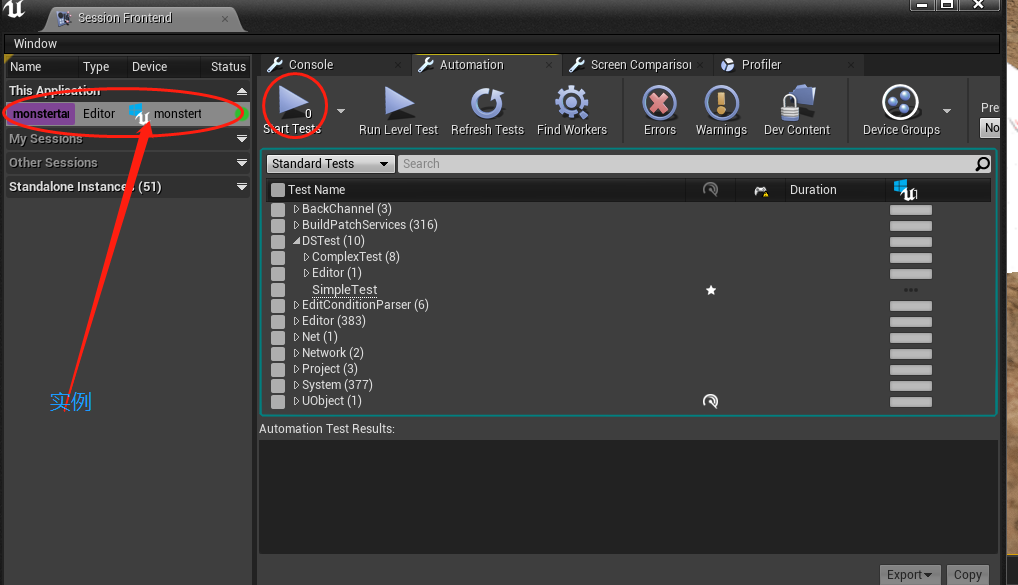 Session Frontend
Window
Name Type Device Status
This Application
monstertai Editor monstert
My Sessions
Other Sessions
Standalone Instances (51)
实例
Console Automation Screen Comparison Profiler
0
Start Tests Run Level Test Refresh Tests Find Workers Errors Warnings Dev Content Device Groups Pre
No
Standard Tests Search
Test Name Duration
BackChannel (3)
BuildPatchServices (316)
DSTest (10)
ComplexTest (8)
Editor (1)
SimpleTest
EditConditionParser (6)
Editor (383)
Net (1)
Network (2)
Project (3)
System (377)
UObject (1)
Automation Test Results:
Export Copy